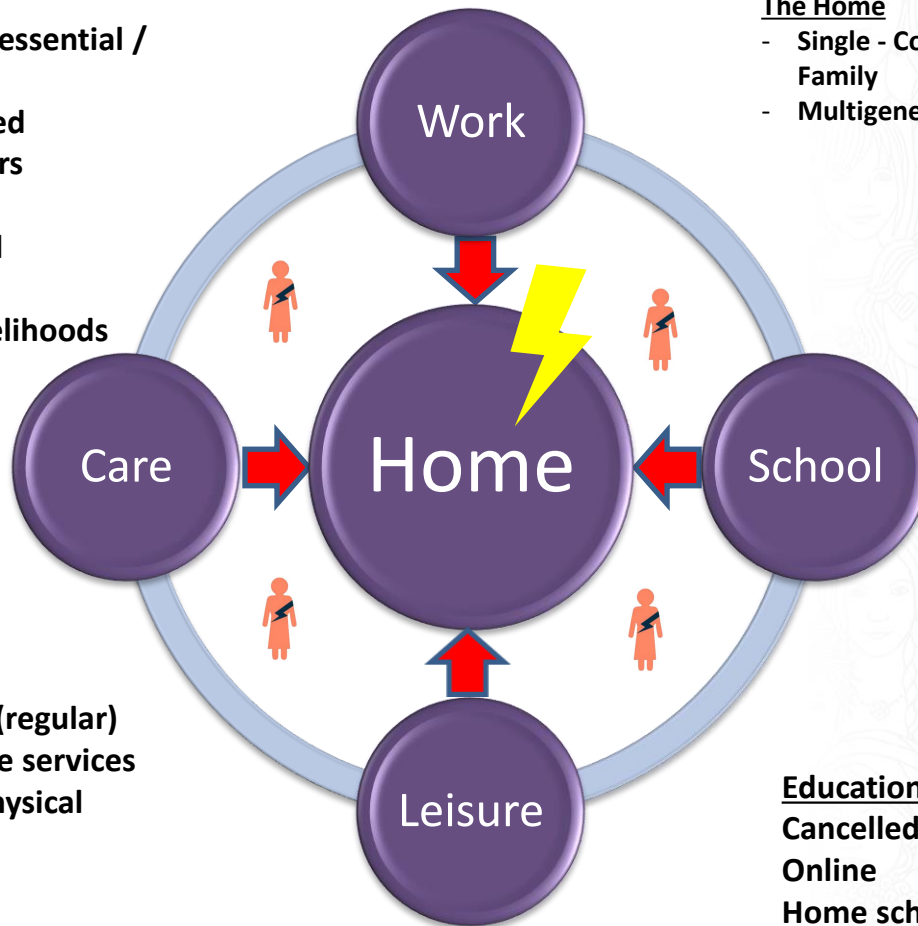 essential /
ed
rs
l
elihoods
The Home
- Single - Co
Family
- Multigene
Work
Care
Home
School
Leisure
(regular)
e services
hysical
Education
Cancelled
Online
Home sch